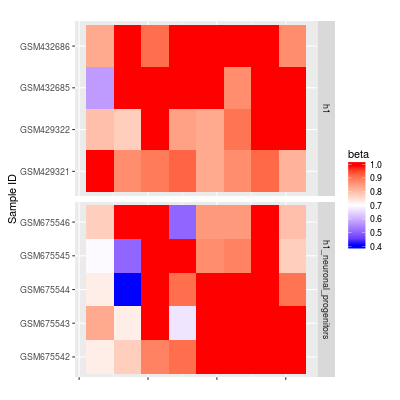 GSM432686
GSM432685
GSM429322
GSM429321
h1
GSM675546
GSM675545
GSM675544
GSM675543
GSM675542
h1_neuronal_progenitors
Sample ID
beta
1.0
0.9
0.8
0.7
0.6
0.5
0.4